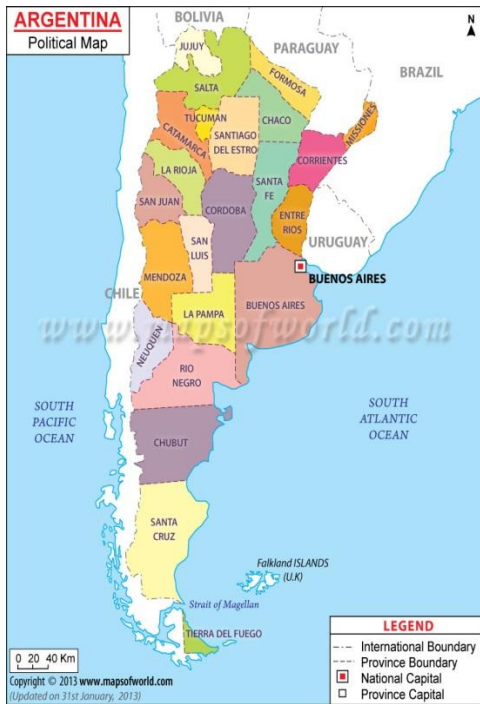 ARGENTINA
Political Map
N
BOLIVIA
PARAGUAY
BRAZIL
JUJUY
SALTA
FORMOSA
TUCUMAN
CHACO
MISSIONES
CATAMARCA
SANTIAGO
DEL ESTRO
CORRIENTES
LA RIOJA
SANTA
FE
SAN JUAN
CORDOBA
ENTRE
RIOS
SAN
LUIS
URUGUAY
MENDOZA
BUENOS AIRES
CHILE
LA PAMPA
BUENOS AIRES
www.mapsofworld.com
NEUQUEN
RIO
NEGRO
SOUTH
PACIFIC
OCEAN
SOUTH
ATLANTIC
OCEAN
CHUBUT
SANTA
CRUZ
Falkland ISLANDS
(U.K)
Strait of Magellan
TIERRA DEL FUEGO
LEGEND
International Boundary
Province Boundary
National Capital
Province Capital
0 20 40 Km
Copyright © 2013 www.mapsofworld.com
(Updated on 31st January, 2013)